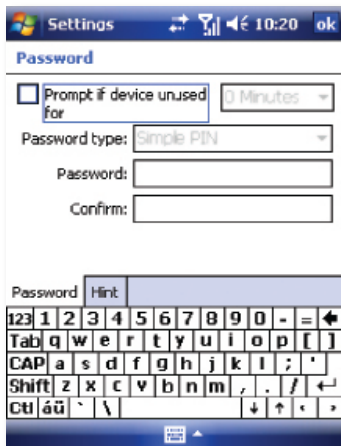 Settings 10:20 ok
Password
Prompt if device unused
for
0 Minutes
Password type: Simple PIN
Password:
Confirm:
Password Hint
123 1 2 3 4 5 6 7 8 9 0 - =
Tab q w e r t y u i o p [ ]
CAP a s d f g h j k l ; '
Shift z x c v b n m , . /
Ctl áü ` \